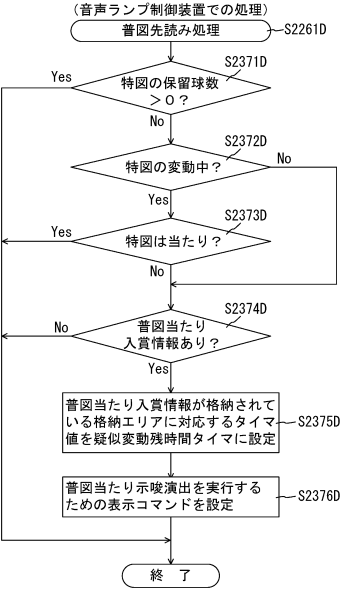 (音声ランプ制御装置での処理)
普図先読み処理
S2261D
S2371D
Yes
特図の保留球数
＞０？
No
S2372D
特図の変動中？
No
Yes
S2373D
Yes
特図は当たり？
No
S2374D
No
普図当たり
入賞情報あり？
Yes
普図当たり入賞情報が格納されて
いる格納エリアに対応するタイマ
値を疑似変動残時間タイマに設定
S2375D
普図当たり示唆演出を実行する
ための表示コマンドを設定
S2376D
終 了